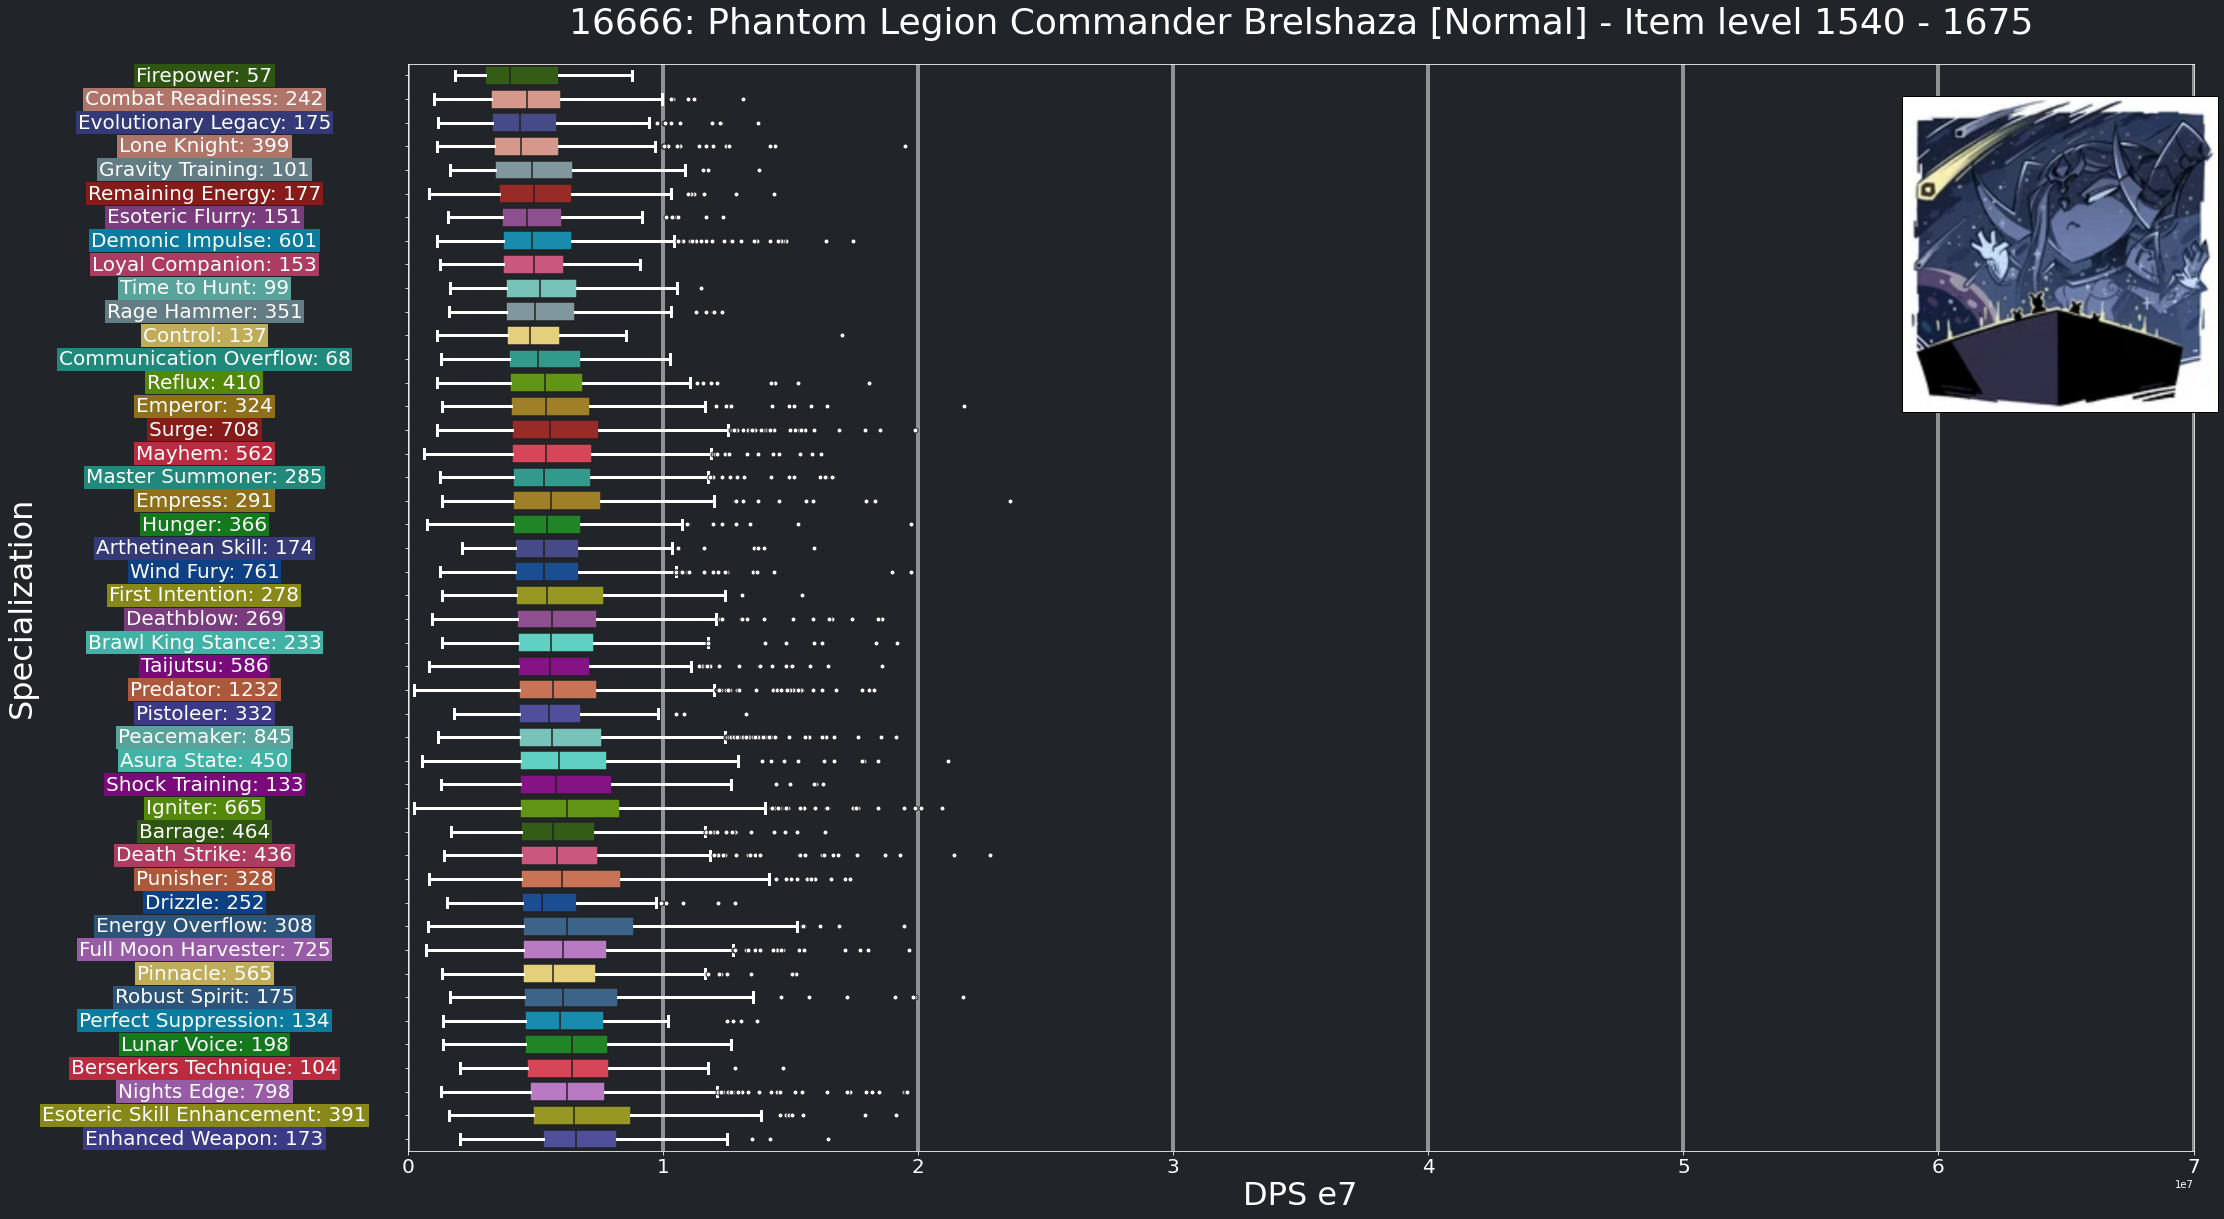 16666: Phantom Legion Commander Brelshaza [Normal] - Item level 1540 - 1675
Firepower: 57
Combat Readiness: 242
Evolutionary Legacy: 175
Lone Knight: 399
Gravity Training: 101
Remaining Energy: 177
Esoteric Flurry: 151
Demonic Impulse: 601
Loyal Companion: 153
Time to Hunt: 99
Rage Hammer: 351
Control: 137
Communication Overflow: 68
Reflux: 410
Emperor: 324
Surge: 708
Mayhem: 562
Master Summoner: 285
Empress: 291
Hunger: 366
Arthetinean Skill: 174
Wind Fury: 761
First Intention: 278
Deathblow: 269
Brawl King Stance: 233
Taijutsu: 586
Predator: 1232
Pistoleer: 332
Peacemaker: 845
Asura State: 450
Shock Training: 133
Igniter: 665
Barrage: 464
Death Strike: 436
Punisher: 328
Drizzle: 252
Energy Overflow: 308
Full Moon Harvester: 725
Pinnacle: 565
Robust Spirit: 175
Perfect Suppression: 134
Lunar Voice: 198
Berserkers Technique: 104
Nights Edge: 798
Esoteric Skill Enhancement: 391
Enhanced Weapon: 173
Specialization
0 1 2 3 4 5 6 7
1e7
DPS e7